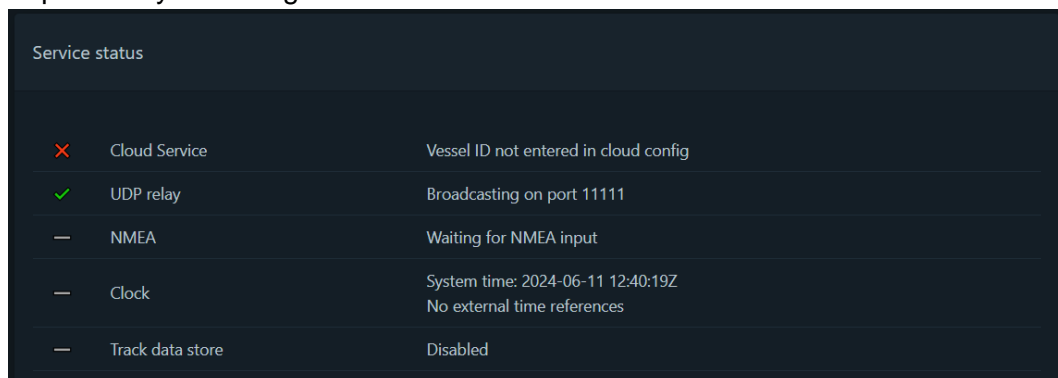 Service status
Cloud Service Vessel ID not entered in cloud config
UDP relay Broadcasting on port 11111
NMEA Waiting for NMEA input
Clock System time: 2024-06-11 12:40:19Z
No external time references
Track data store Disabled